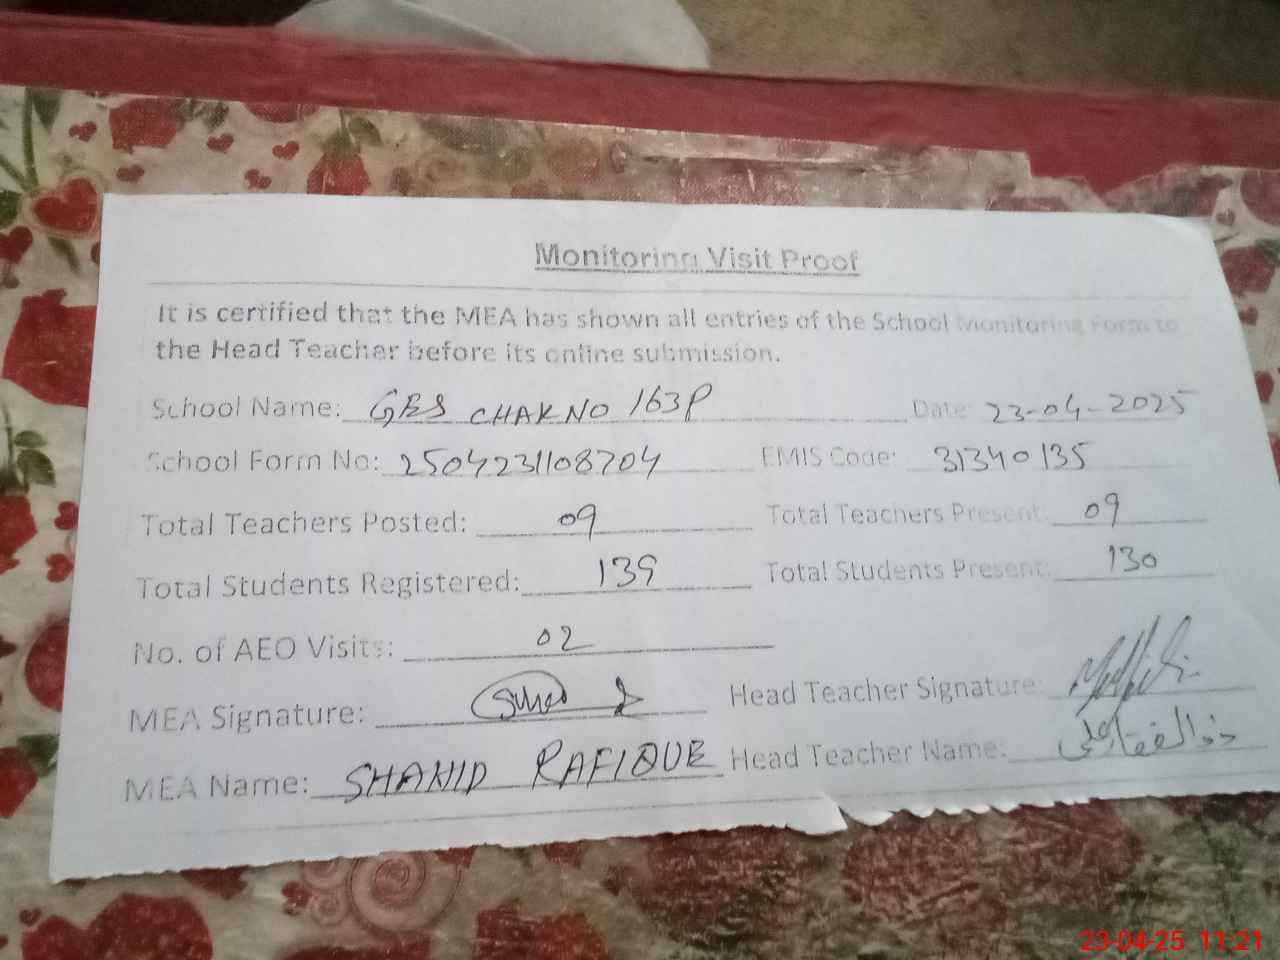 Monitoring Visit Proof
It is certified that the MEA has shown all entries of the School Monitoring Form to
the Head Teacher before its online submission.
School Name: GES CHAK NO 163P Date: 23-04-2025
School Form No: 2504231108704 EMIS Code: 31340135
Total Teachers Posted: 09 Total Teachers Present: 09
Total Students Registered: 139 Total Students Present: 130
No. of AEO Visits: 02
MEA Signature: Head Teacher Signature:
MEA Name: SHAHID RAFIQUE Head Teacher Name: ذوالفقار علی
23-04-25 11:21